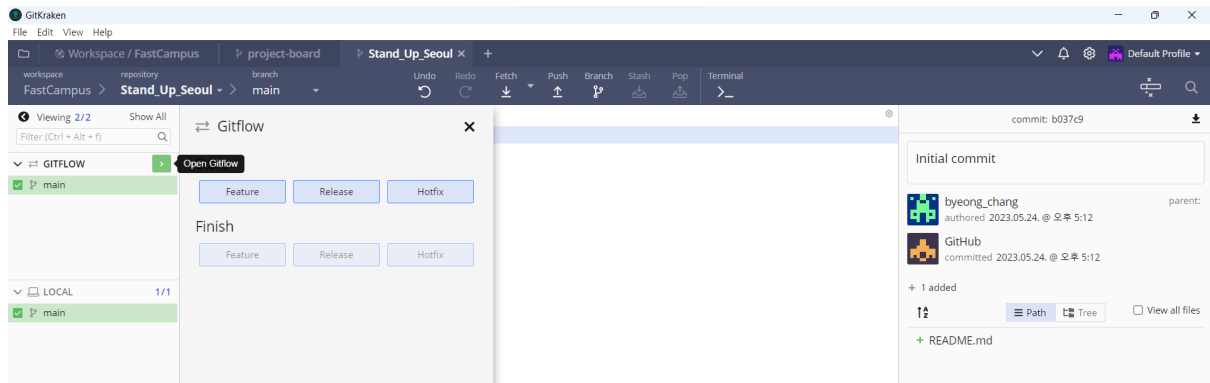 GitKraken
File Edit View Help
Workspace / FastCampus
project-board
Stand_Up_Seoul
Default Profile
workspace
FastCampus
repository
Stand_Up_Seoul
branch
main
Undo
Redo
Fetch
Push
Branch
Stash
Pop
Terminal
Viewing 2/2
Show All
Filter (Ctrl + Alt + f)
GITFLOW
Open Gitflow
main
LOCAL 1/1
main
Gitflow
Feature
Release
Hotfix
Finish
Feature
Release
Hotfix
commit: b037c9
Initial commit
byeong_chang
authored 2023.05.24. @ 오후 5:12
parent:
GitHub
committed 2023.05.24. @ 오후 5:12
+ 1 added
Path
Tree
View all files
+ README.md